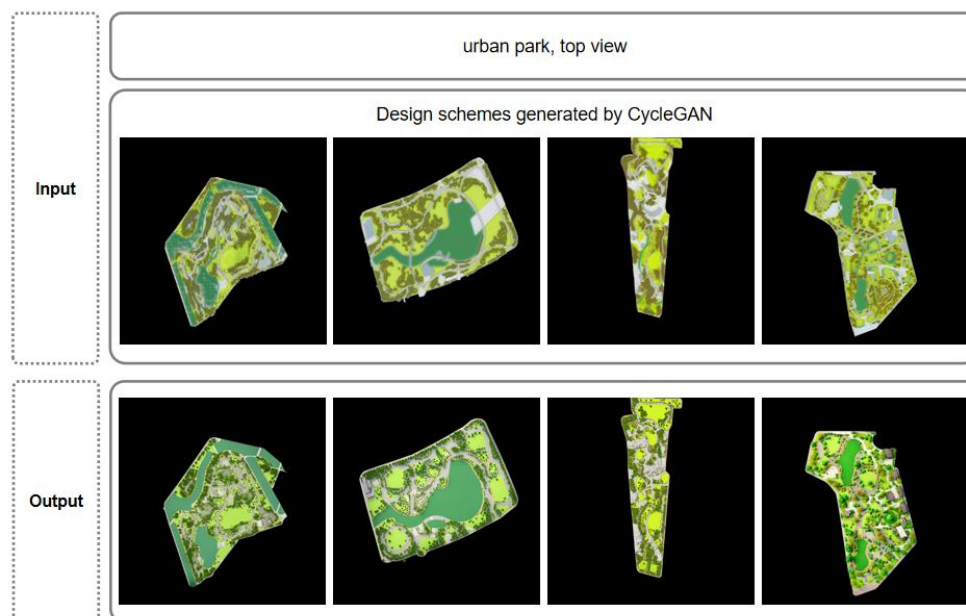 urban park, top view
Design schemes generated by CycleGAN
Input
Output